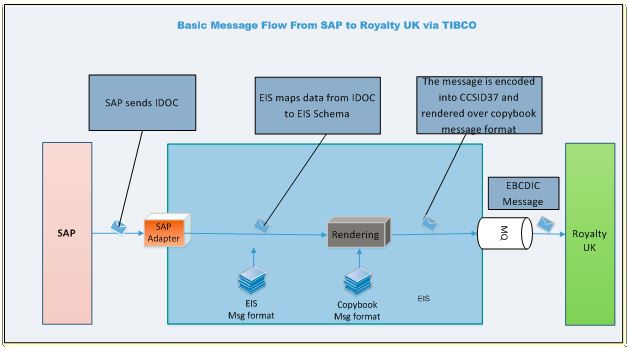 Basic Message Flow From SAP to Royalty UK via TIBCO
SAP sends IDOC
EIS maps data from IDOC
to EIS Schema
The message is encoded
into CCSID37 and
rendered over copybook
message format
EBCDIC
Message
SAP
SAP
Adapter
Rendering
MQ
Royalty
UK
EIS
Msg format
Copybook
Msg format
EIS